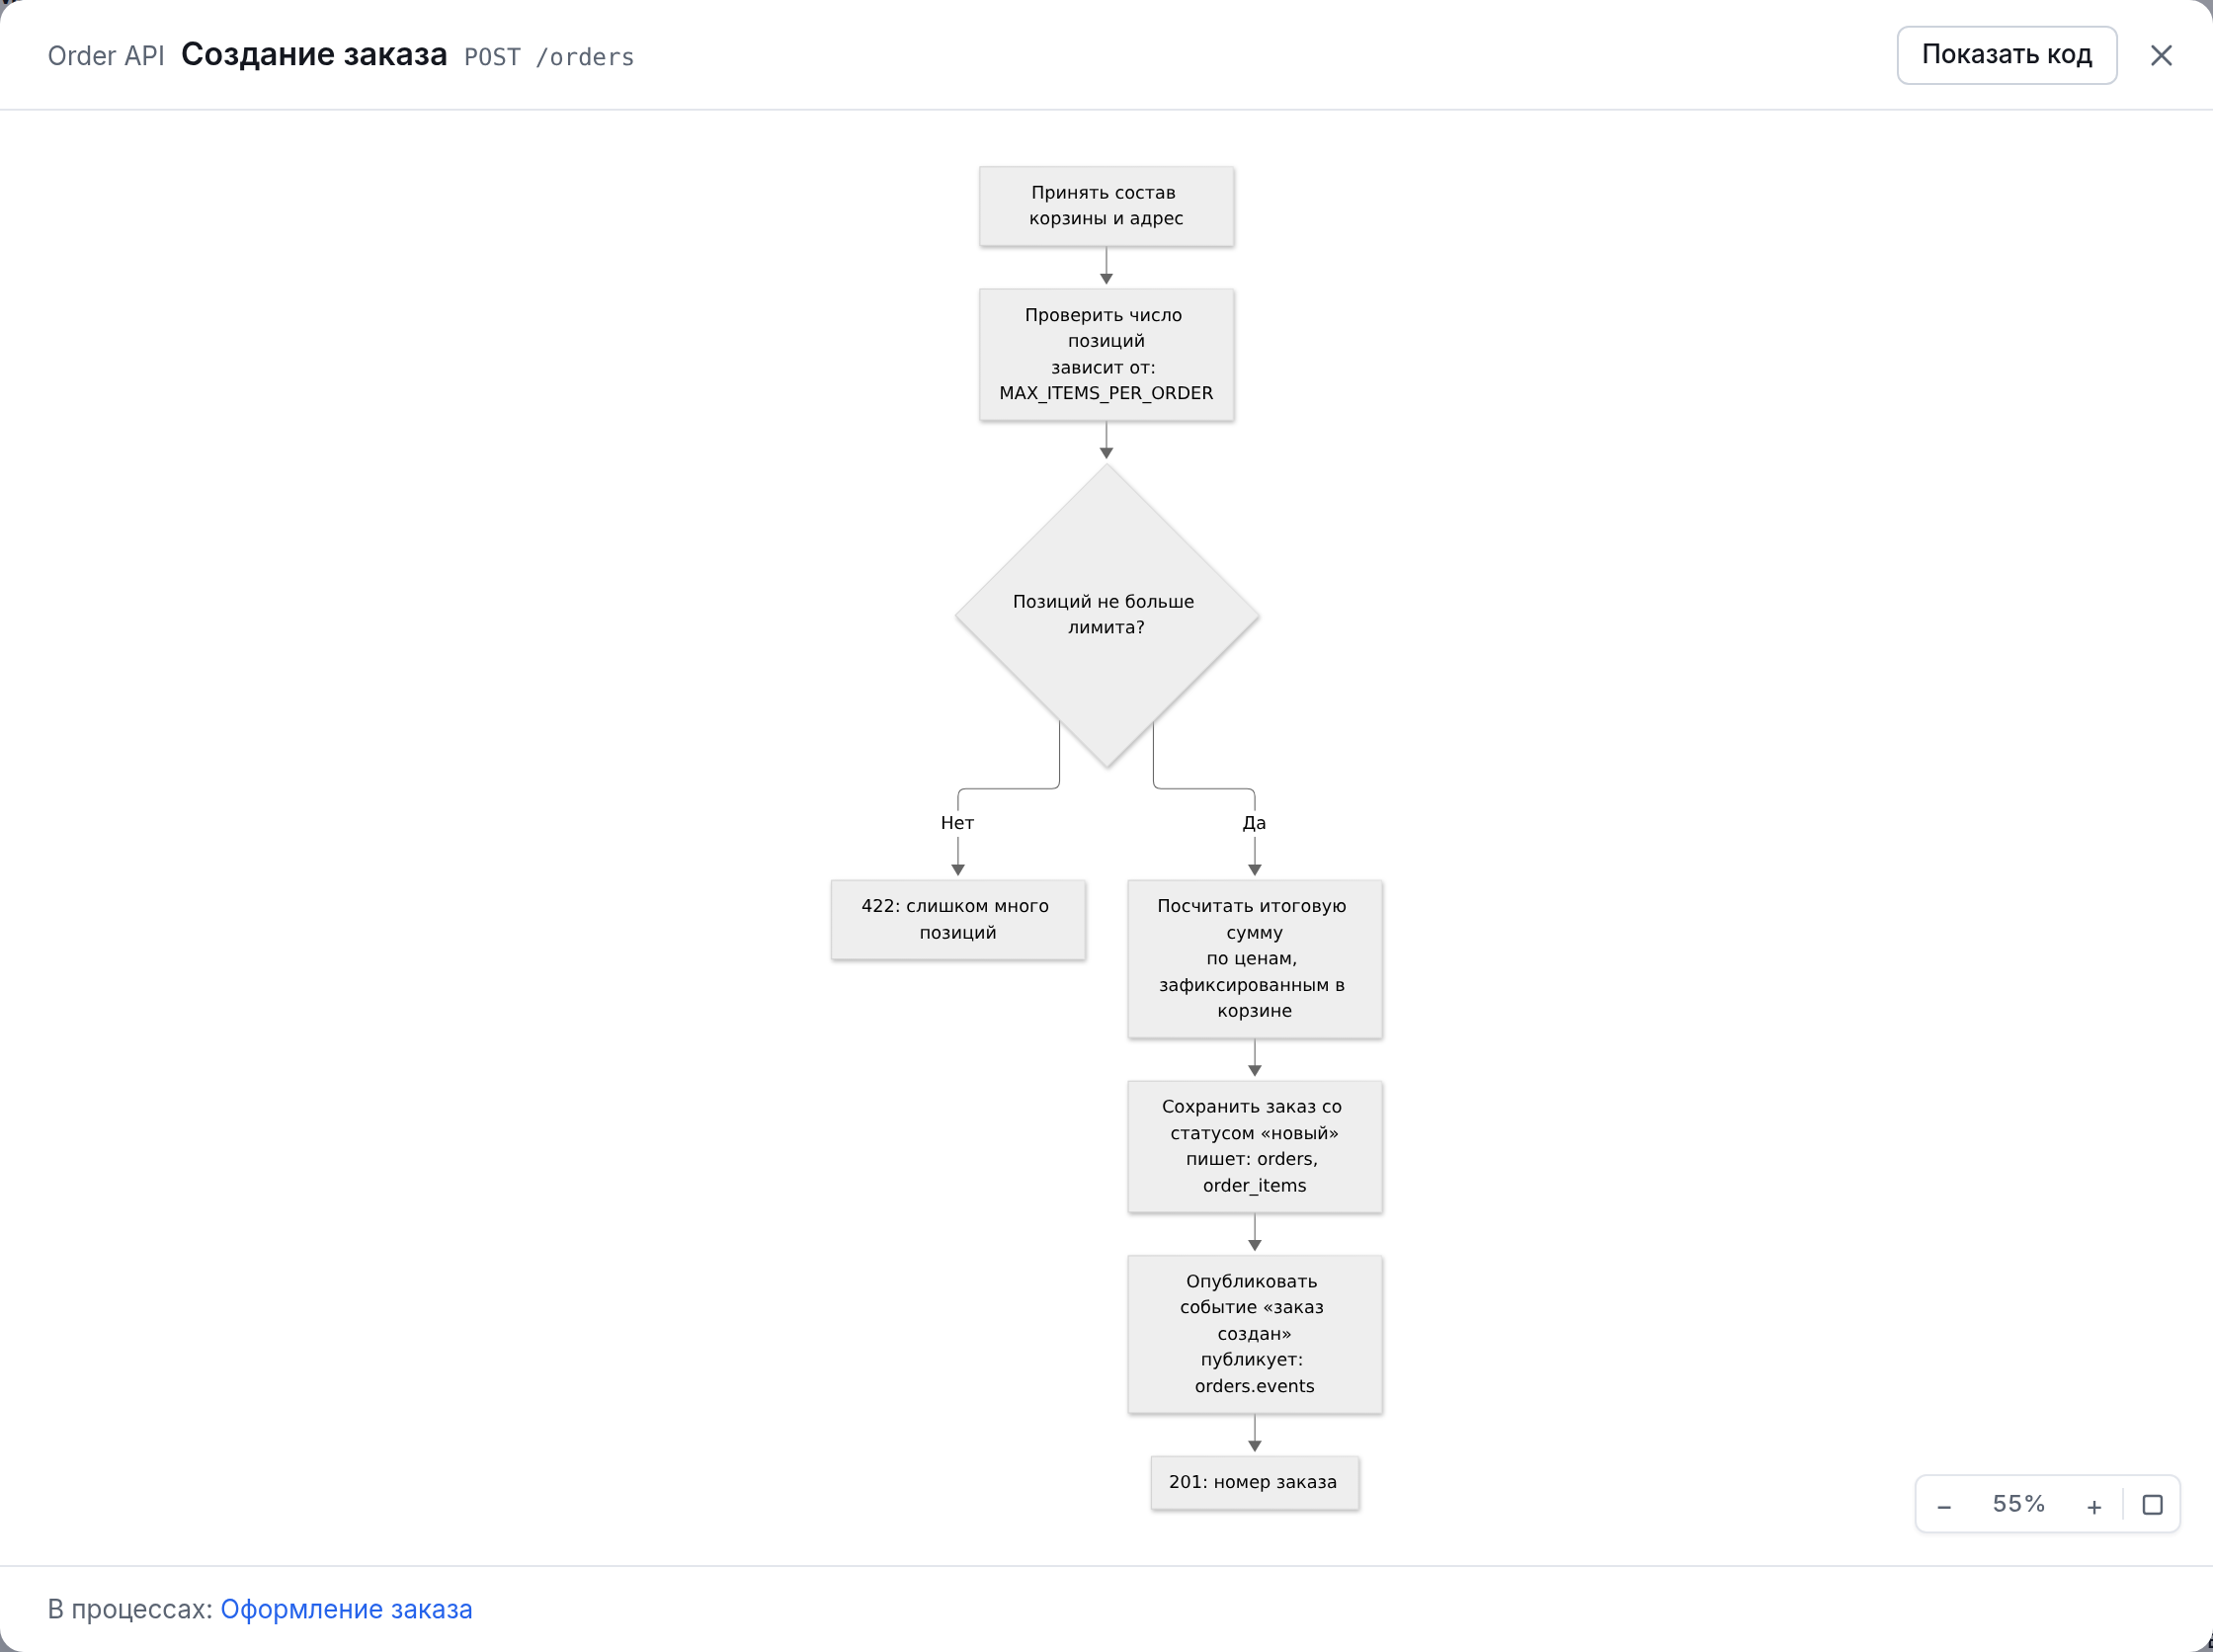 Order API Создание заказа POST /orders
Показать код
Принять состав
корзины и адрес
Проверить число
позиций
зависит от:
MAX_ITEMS_PER_ORDER
Позиций не больше
лимита?
Нет
Да
422: слишком много
позиций
Посчитать итоговую
сумму
по ценам,
зафиксированным в
корзине
Сохранить заказ со
статусом «новый»
пишет: orders,
order_items
Опубликовать
событие «заказ
создан»
публикует:
orders.events
201: номер заказа
− 55% +
В процессах: Оформление заказа